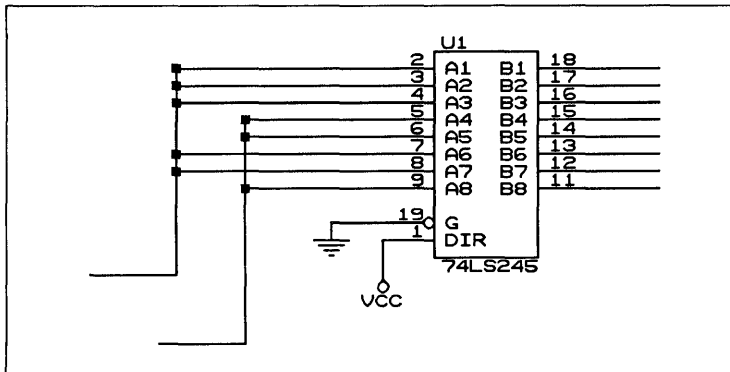 U1
2 A1 B1 18
3 A2 B2 17
4 A3 B3 16
5 A4 B4 15
6 A5 B5 14
7 A6 B6 13
8 A7 B7 12
9 A8 B8 11
19 G
1 DIR
74LS245
VCC